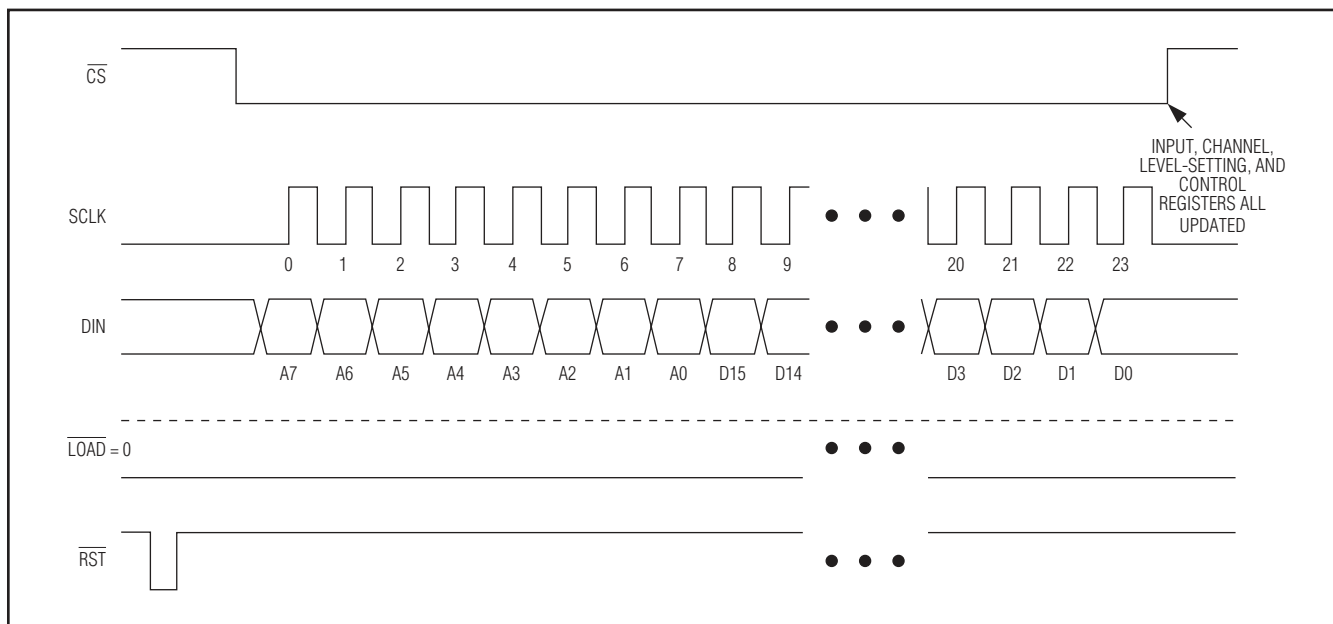 CS
INPUT, CHANNEL,
LEVEL-SETTING, AND
CONTROL
REGISTERS ALL
UPDATED
SCLK
0 1 2 3 4 5 6 7 8 9 20 21 22 23
DIN
A7 A6 A5 A4 A3 A2 A1 A0 D15 D14 D3 D2 D1 D0
LOAD = 0
RST